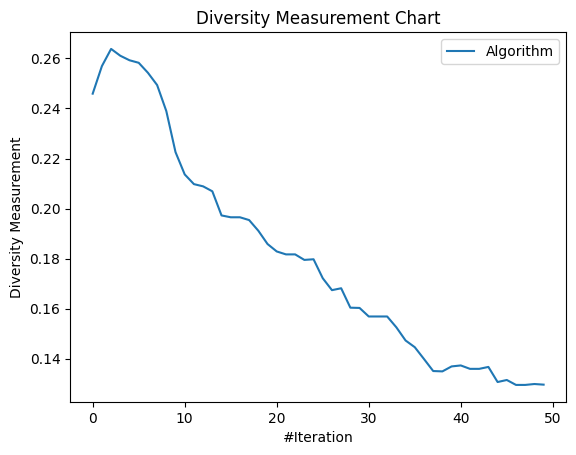 Diversity Measurement Chart
Algorithm
Diversity Measurement
0.26
0.24
0.22
0.20
0.18
0.16
0.14
0 10 20 30 40 50
#Iteration